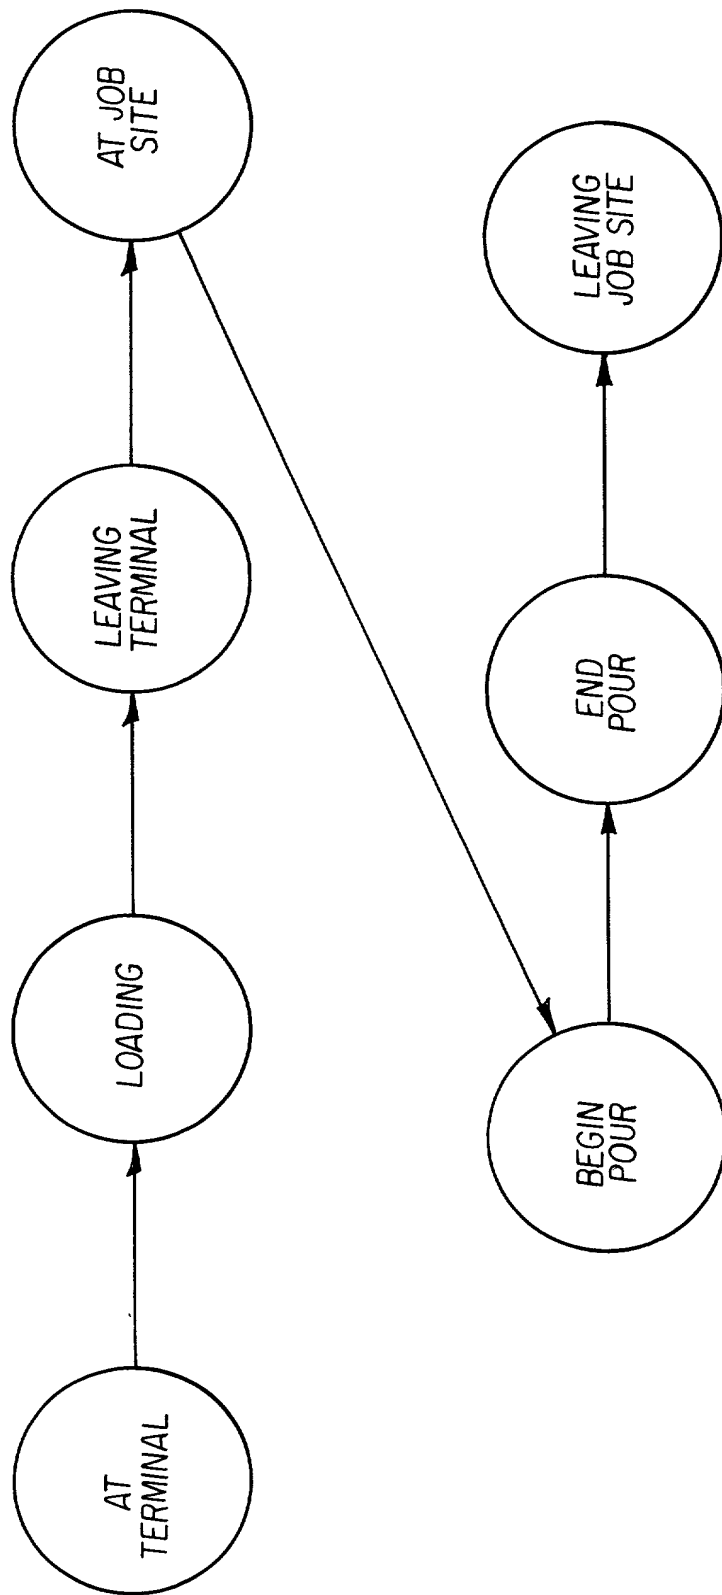 AT
TERMINAL
LOADING
LEAVING
TERMINAL
AT JOB
SITE
BEGIN
POUR
END
POUR
LEAVING
JOB SITE